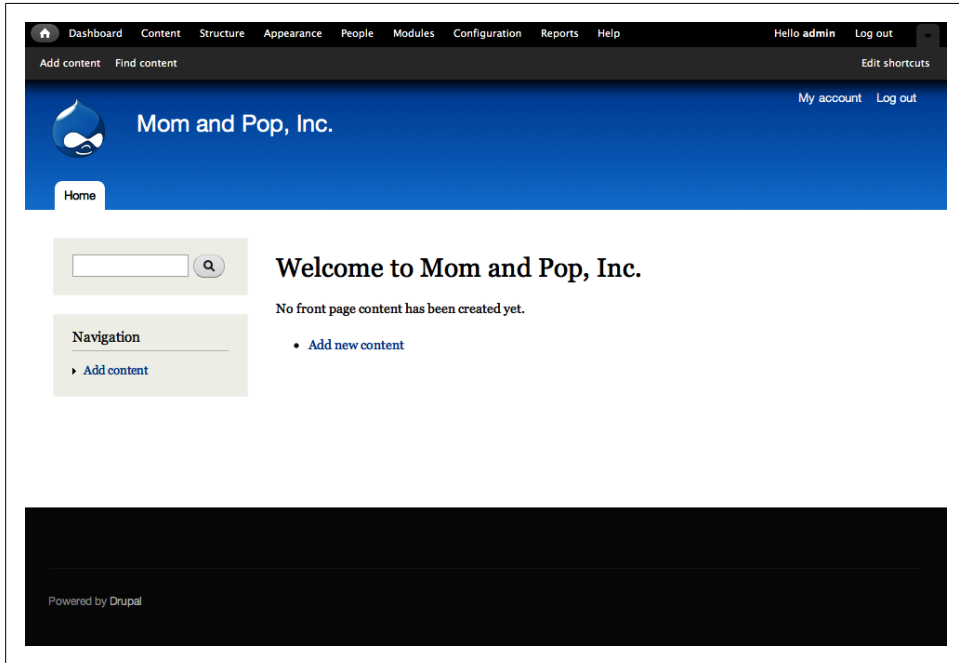 Dashboard Content Structure Appearance People Modules Configuration Reports Help Hello admin Log out
Add content Find content Edit shortcuts
My account Log out
Mom and Pop, Inc.
Home
Welcome to Mom and Pop, Inc.
No front page content has been created yet.
Add new content
Navigation
Add content
Powered by Drupal